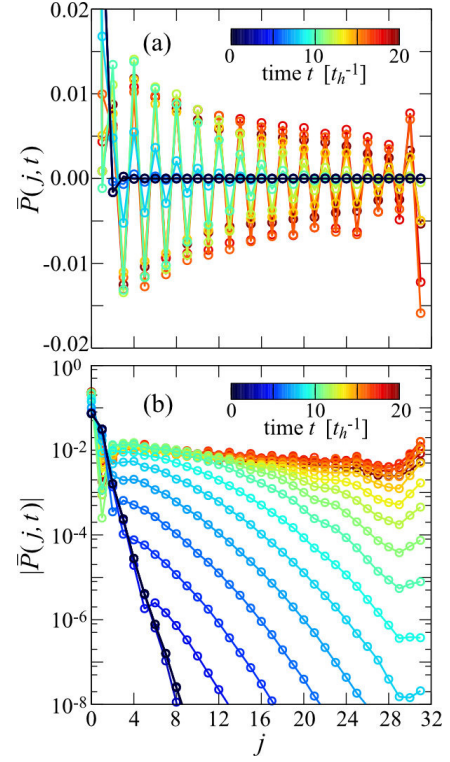 0.02
0.01
0.00
-0.01
-0.02
P̄(j,t)
(a)
0 10 20
time t [t_h^-1]
10^0
10^-2
10^-4
10^-6
10^-8
|P̄(j,t)|
(b)
0 10 20
time t [t_h^-1]
0 4 8 12 16 20 24 28 32
j